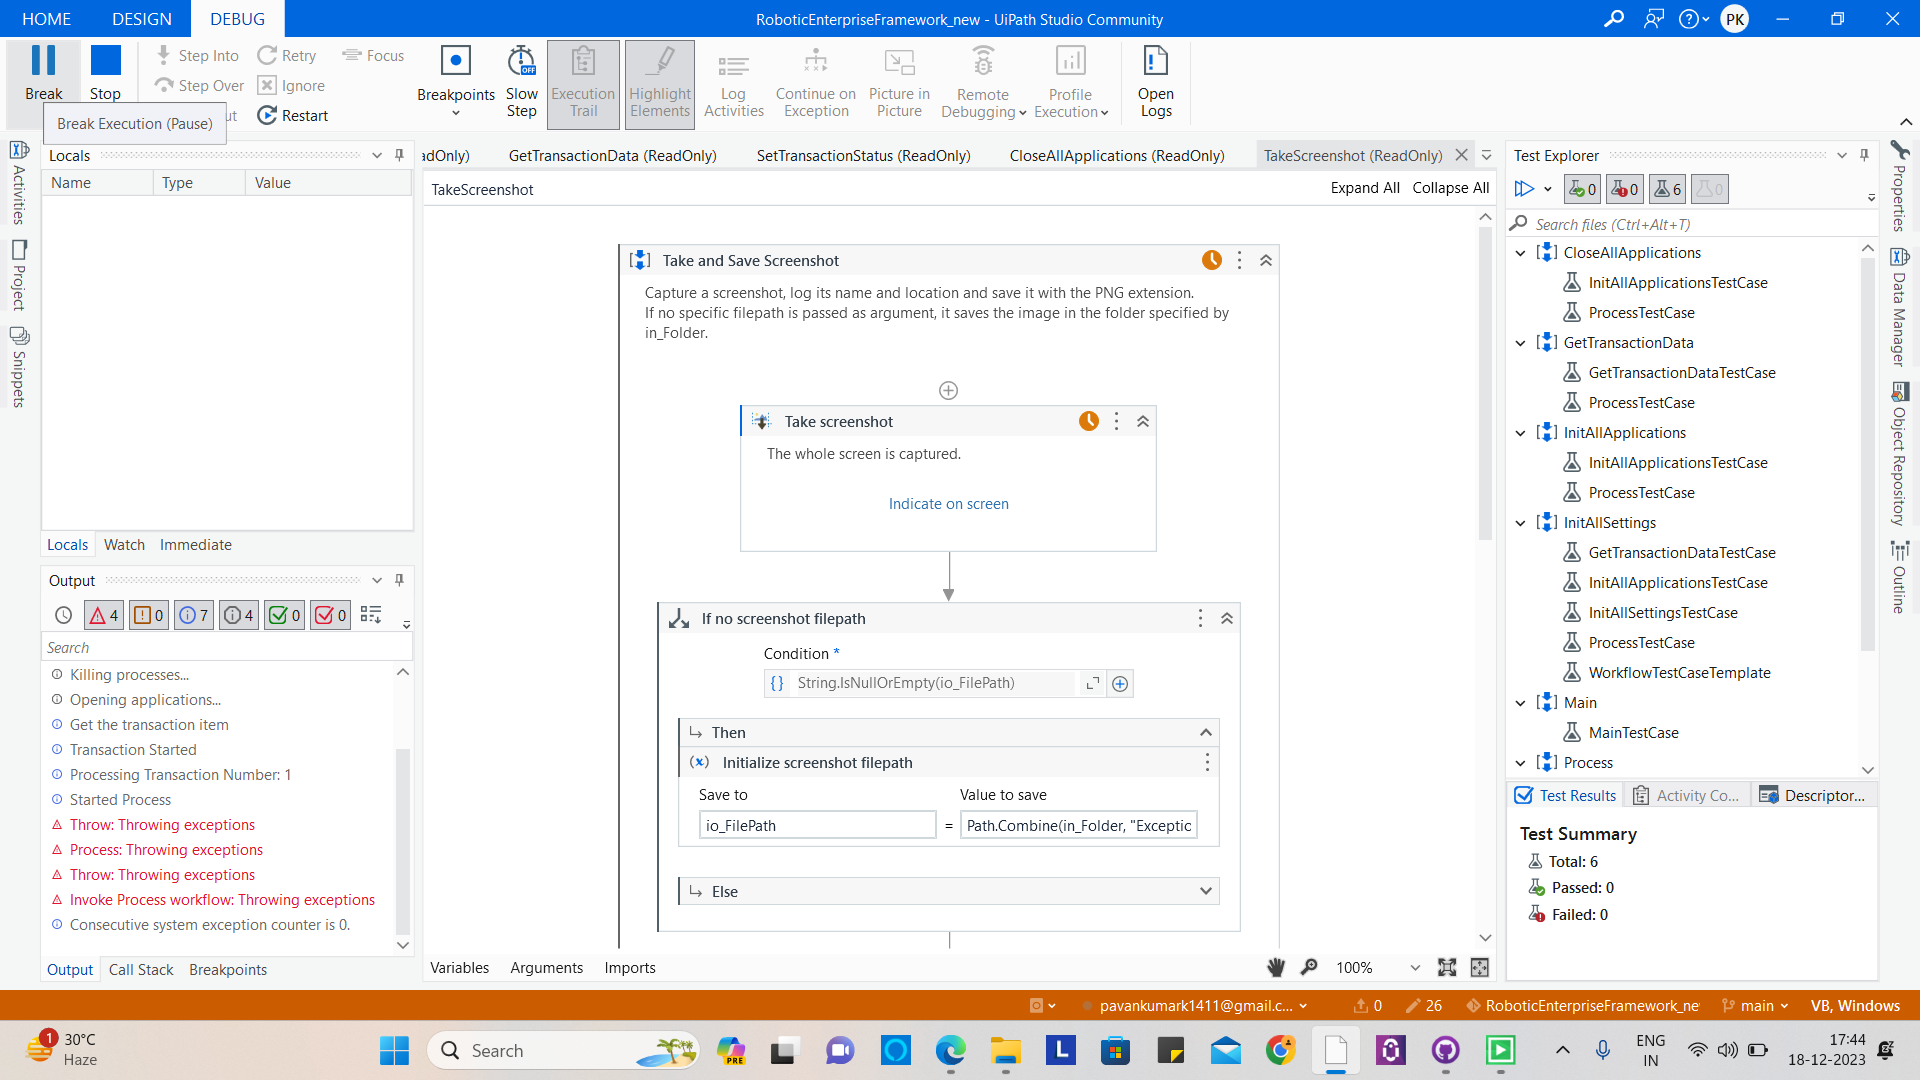 HOME DESIGN DEBUG
RoboticEnterpriseFramework_new - UiPath Studio Community
PK
Break
Stop
Step Into
Step Over
Retry
Ignore
Restart
Focus
Breakpoints
Slow Step
OFF
Execution Trail
Highlight Elements
Log Activities
Continue on Exception
Picture in Picture
Remote Debugging
Profile Execution
Open Logs
Break Execution (Pause)
Activities
Project
Snippets
Locals
Name Type Value
Locals Watch Immediate
Output
4 0 7 4 0 0
Search
Killing processes...
Opening applications...
Get the transaction item
Transaction Started
Processing Transaction Number: 1
Started Process
Throw: Throwing exceptions
Process: Throwing exceptions
Throw: Throwing exceptions
Invoke Process workflow: Throwing exceptions
Consecutive system exception counter is 0.
Output Call Stack Breakpoints
adOnly) GetTransactionData (ReadOnly) SetTransactionStatus (ReadOnly) CloseAllApplications (ReadOnly) TakeScreenshot (ReadOnly)
TakeScreenshot
Expand All Collapse All
Take and Save Screenshot
Capture a screenshot, log its name and location and save it with the PNG extension.
If no specific filepath is passed as argument, it saves the image in the folder specified by
in_Folder.
Take screenshot
The whole screen is captured.
Indicate on screen
If no screenshot filepath
Condition *
String.IsNullOrEmpty(io_FilePath)
Then
Initialize screenshot filepath
Save to Value to save
io_FilePath = Path.Combine(in_Folder, "Exceptic
Else
Variables Arguments Imports
100%
Test Explorer
0 0 6 0
Search files (Ctrl+Alt+T)
CloseAllApplications
InitAllApplicationsTestCase
ProcessTestCase
GetTransactionData
GetTransactionDataTestCase
ProcessTestCase
InitAllApplications
InitAllApplicationsTestCase
ProcessTestCase
InitAllSettings
GetTransactionDataTestCase
InitAllApplicationsTestCase
InitAllSettingsTestCase
ProcessTestCase
WorkflowTestCaseTemplate
Main
MainTestCase
Process
Test Results Activity Co... Descriptor...
Test Summary
Total: 6
Passed: 0
Failed: 0
Properties
Data Manager
Object Repository
Outline
pavankumark1411@gmail.c... 0 26 RoboticEnterpriseFramework_ne main VB, Windows
1
30°C
Haze
Search
PRE
L
ENG
IN
17:44
18-12-2023